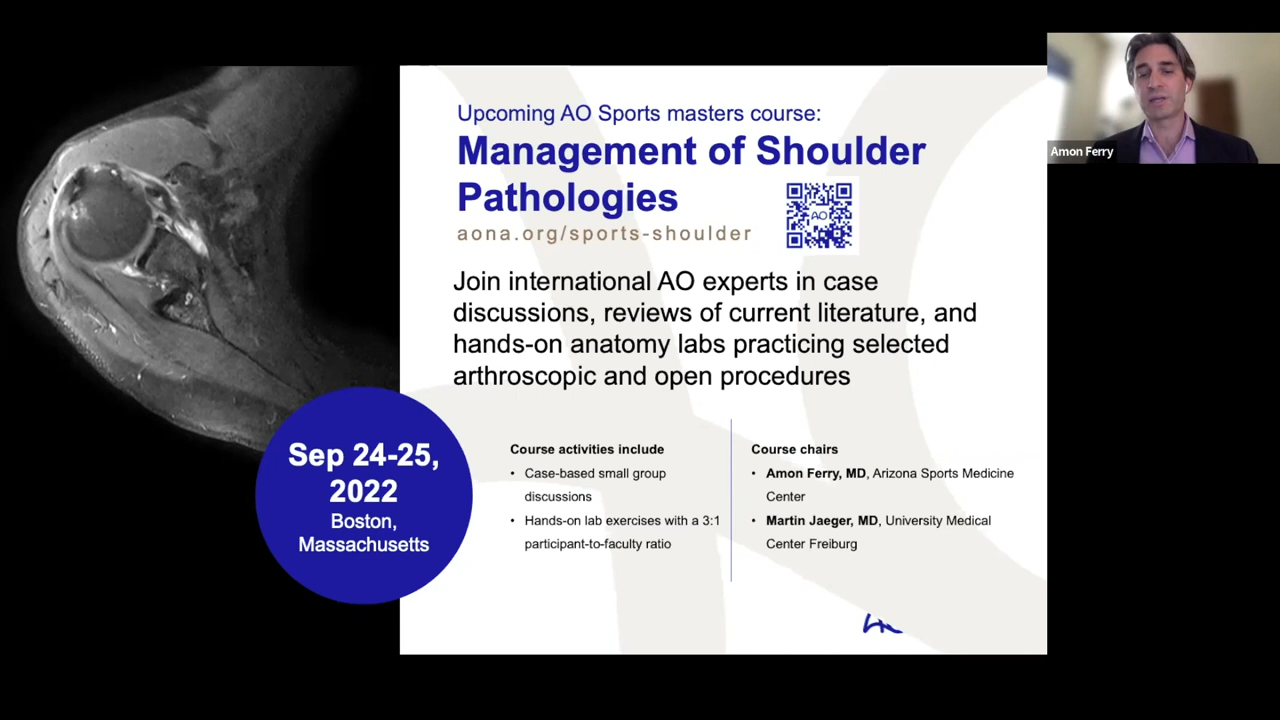 Upcoming AO Sports masters course:
Management of Shoulder
Pathologies
aona.org/sports-shoulder
AO
Join international AO experts in case
discussions, reviews of current literature, and
hands-on anatomy labs practicing selected
arthroscopic and open procedures
Sep 24-25,
2022
Boston,
Massachusetts
Course activities include
• Case-based small group
discussions
• Hands-on lab exercises with a 3:1
participant-to-faculty ratio
Course chairs
• Amon Ferry, MD, Arizona Sports Medicine
Center
• Martin Jaeger, MD, University Medical
Center Freiburg
Amon Ferry